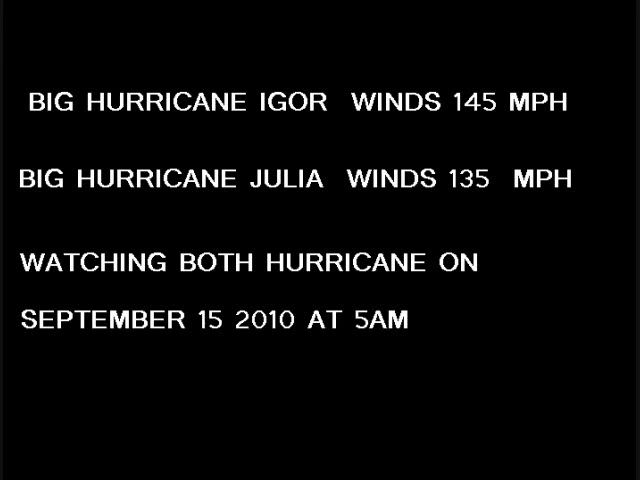 BIG HURRICANE IGOR  WINDS 145 MPH
BIG HURRICANE JULIA  WINDS 135  MPH
WATCHING BOTH HURRICANE ON
SEPTEMBER 15 2010 AT 5AM